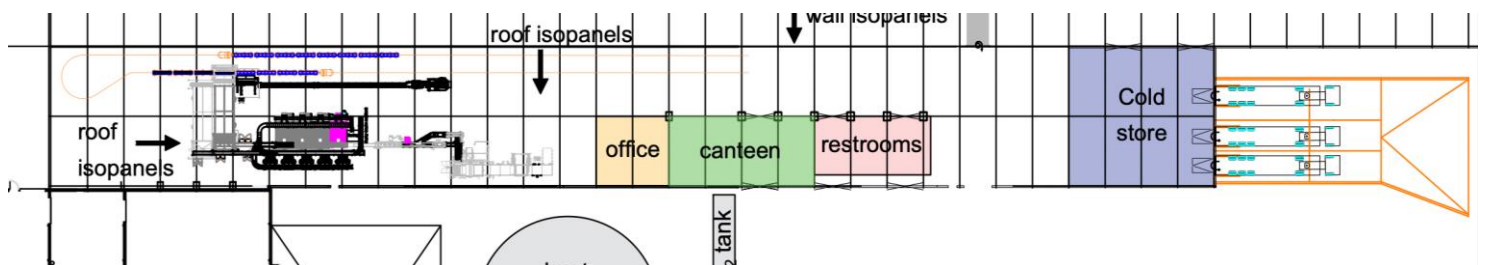 wall isopanels
roof isopanels
roof
isopanels
office
canteen
restrooms
Cold
store
tank